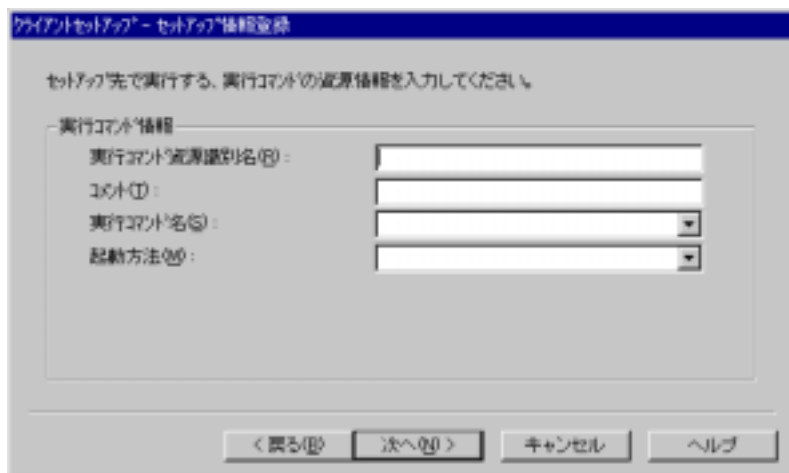 クライアントセットアップ - セットアップ情報登録
セットアップ先で実行する、実行コマンドの資源情報を入力してください。
実行コマンド情報
実行コマンド資源識別名(R):
コメント(T):
実行コマンド名(S):
起動方法(M):
< 戻る(B) 次へ(N) > キャンセル ヘルプ